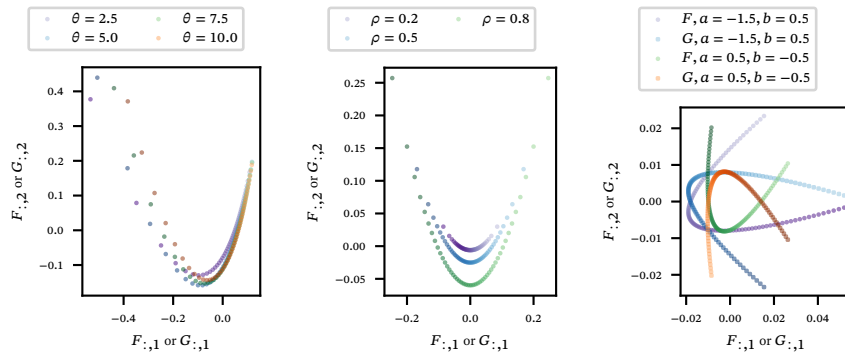 θ = 2.5
θ = 5.0
θ = 7.5
θ = 10.0
0.4
0.3
0.2
0.1
0.0
−0.1
−0.4
−0.2
0.0
F:,1 or G:,1
F:,2 or G:,2
ρ = 0.2
ρ = 0.5
ρ = 0.8
0.25
0.20
0.15
0.10
0.05
0.00
−0.05
−0.2
0.0
0.2
F:,1 or G:,1
F:,2 or G:,2
F, a = −1.5, b = 0.5
G, a = −1.5, b = 0.5
F, a = 0.5, b = −0.5
G, a = 0.5, b = −0.5
0.02
0.01
0.00
−0.01
−0.02
−0.02
0.00
0.02
0.04
F:,1 or G:,1
F:,2 or G:,2